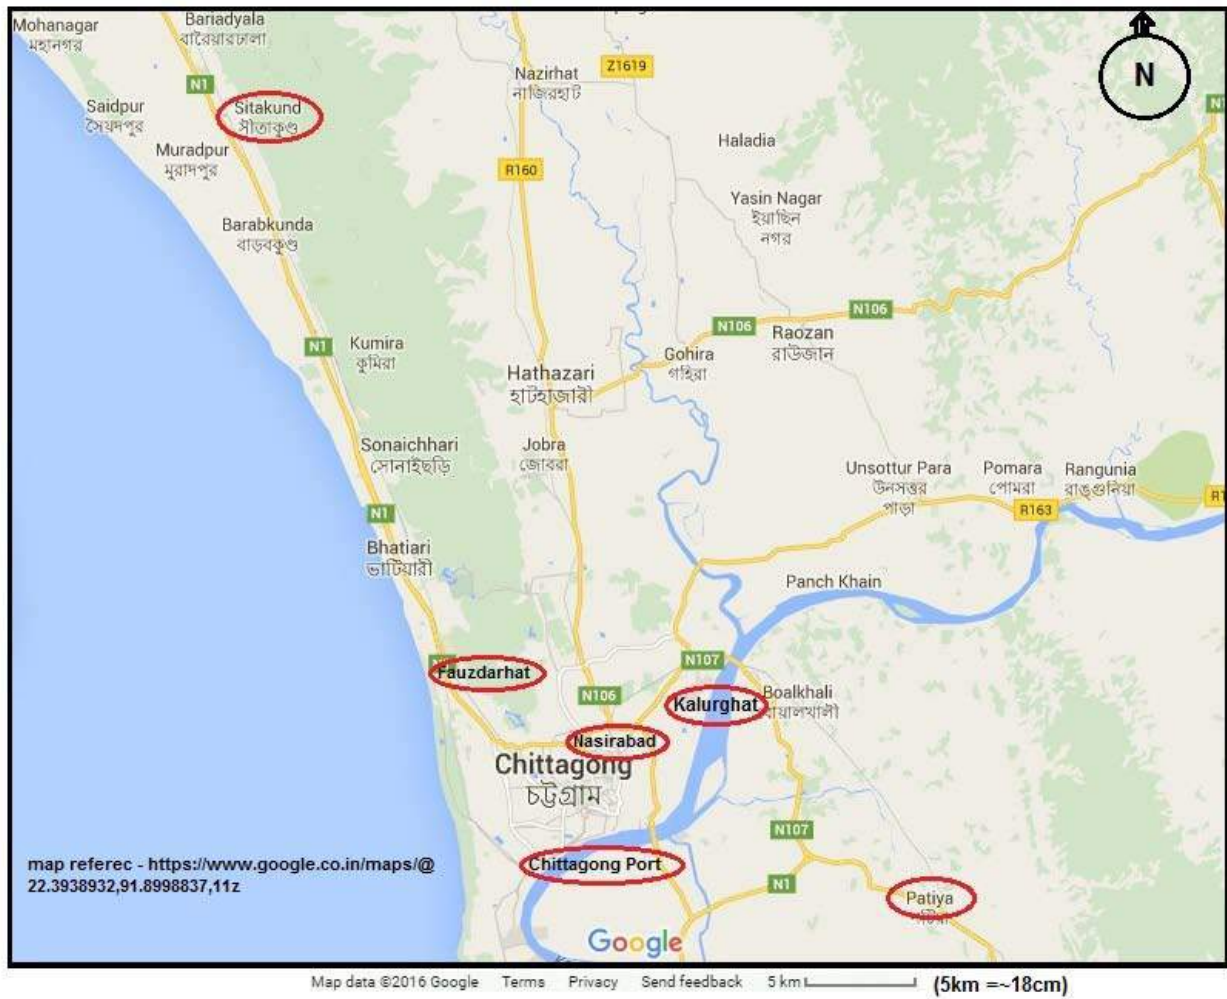 Mohanagar
মহানগর
Bariadyala
বারৈয়ারঢালা
N1
Saidpur
সৈয়দপুর
Sitakund
সীতাকুণ্ড
Muradpur
মুরাদপুর
Nazirhat
নাজিরহাট
Z1619
N
Haladia
R160
Yasin Nagar
ইয়াছিন
নগর
Barabkunda
বাড়বকুণ্ড
N1
Kumira
কুমিরা
N106
N106
Raozan
রাউজান
Gohira
গহিরা
Hathazari
হাটহাজারী
Sonaichhari
সোনাইছড়ি
Jobra
জোবরা
Unsottur Para
উনসত্তর
পাড়া
Pomara
পোমরা
Rangunia
রাঙ্গুনিয়া
R163
N1
Bhatiari
ভাটিয়ারী
Panch Khain
Fauzdarhat
N107
N106
Kalurghat
Boalkhali
Nasirabad
Chittagong
চট্টগ্রাম
N107
map referec - https://www.google.co.in/maps/@
22.3938932,91.8998837,11z
Chittagong Port
N1
Patiya
Google
Map data ©2016 Google Terms Privacy Send feedback 5 km (5km =~18cm)